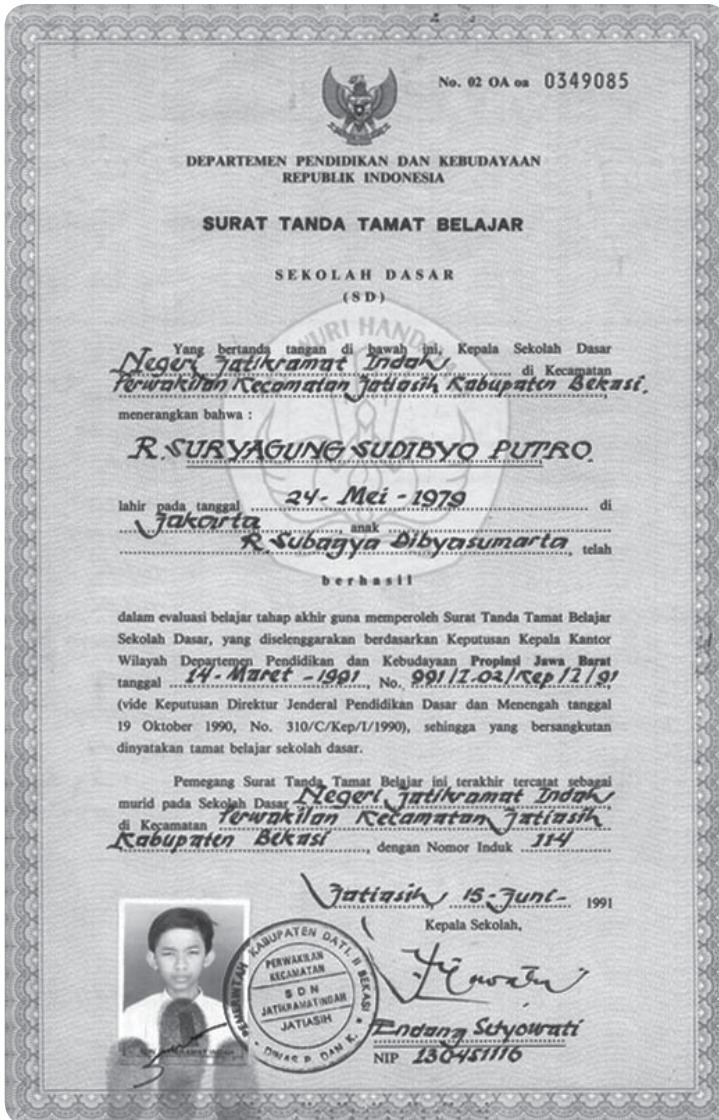 No. 02 OA oa 0349085
DEPARTEMEN PENDIDIKAN DAN KEBUDAYAAN
REPUBLIK INDONESIA
SURAT TANDA TAMAT BELAJAR
SEKOLAH DASAR
(SD)
Yang bertanda tangan di bawah ini, Kepala Sekolah Dasar
Negeri Jatikramat Indah di Kecamatan
Perwakilan Kecamatan Jatiasih Kabupaten Bekasi,
menerangkan bahwa :
R. SURYAGUNG SUDIBYO PUTRO
lahir pada tanggal 24 - Mei - 1979 di
Jakarta, anak
R. Subagya Dibyasumarta, telah
berhasil
dalam evaluasi belajar tahap akhir guna memperoleh Surat Tanda Tamat Belajar
Sekolah Dasar, yang diselenggarakan berdasarkan Keputusan Kepala Kantor
Wilayah Departemen Pendidikan dan Kebudayaan Propinsi Jawa Barat
tanggal 14 - Maret - 1991, No. 991/I.02/Kep/I/91
(vide Keputusan Direktur Jenderal Pendidikan Dasar dan Menengah tanggal
19 Oktober 1990, No. 310/C/Kep/I/1990), sehingga yang bersangkutan
dinyatakan tamat belajar sekolah dasar.
Pemegang Surat Tanda Tamat Belajar ini terakhir tercatat sebagai
murid pada Sekolah Dasar Negeri Jatikramat Indah
di Kecamatan Perwakilan Kecamatan Jatiasih
Kabupaten Bekasi, dengan Nomor Induk 114
Jatiasih, 15 - Juni - 1991
Kepala Sekolah,
PEMERINTAH KABUPATEN DATI. II BEKASI
PERWAKILAN
KECAMATAN
SDN
JATIKRAMATINDAH
JATIASIH
DINAS P. DAN K.
Endang Setyowati
NIP 130451116